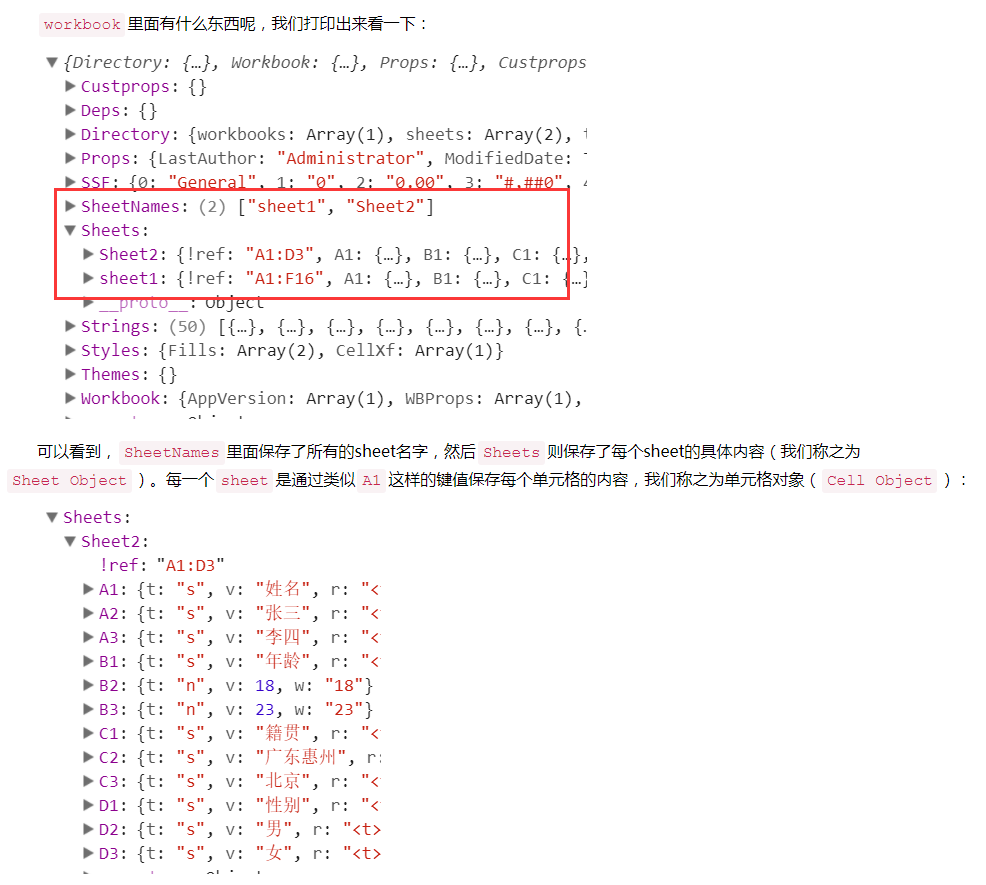 workbook 里面有什么东西呢，我们打印出来看一下：
▼ {Directory: {…}, Workbook: {…}, Props: {…}, Custprops
▶ Custprops: {}
▶ Deps: {}
▶ Directory: {workbooks: Array(1), sheets: Array(2),
▶ Props: {LastAuthor: "Administrator", ModifiedDate:
▶ SSF: {0: "General", 1: "0", 2: "0.00", 3: "#,##0",
▶ SheetNames: (2) ["sheet1", "Sheet2"]
▼ Sheets:
▶ Sheet2: {!ref: "A1:D3", A1: {…}, B1: {…}, C1: {…},
▶ sheet1: {!ref: "A1:F16", A1: {…}, B1: {…}, C1: {…}
▶ __proto__: Object
▶ Strings: (50) [{…}, {…}, {…}, {…}, {…}, {…}, {…}, {…
▶ Styles: {Fills: Array(2), CellXf: Array(1)}
▶ Themes: {}
▶ Workbook: {AppVersion: Array(1), WBProps: Array(1),
可以看到， SheetNames 里面保存了所有的sheet名字，然后 Sheets 则保存了每个sheet的具体内容（我们称之为
Sheet Object ）。每一个 sheet 是通过类似 A1 这样的键值保存每个单元格的内容，我们称之为单元格对象（ Cell Object ）：
▼ Sheets:
▼ Sheet2:
!ref: "A1:D3"
▶ A1: {t: "s", v: "姓名", r: "<
▶ A2: {t: "s", v: "张三", r: "<
▶ A3: {t: "s", v: "李四", r: "<
▶ B1: {t: "s", v: "年龄", r: "<
▶ B2: {t: "n", v: 18, w: "18"}
▶ B3: {t: "n", v: 23, w: "23"}
▶ C1: {t: "s", v: "籍贯", r: "<
▶ C2: {t: "s", v: "广东惠州", r:
▶ C3: {t: "s", v: "北京", r: "<
▶ D1: {t: "s", v: "性别", r: "<
▶ D2: {t: "s", v: "男", r: "<t>
▶ D3: {t: "s", v: "女", r: "<t>